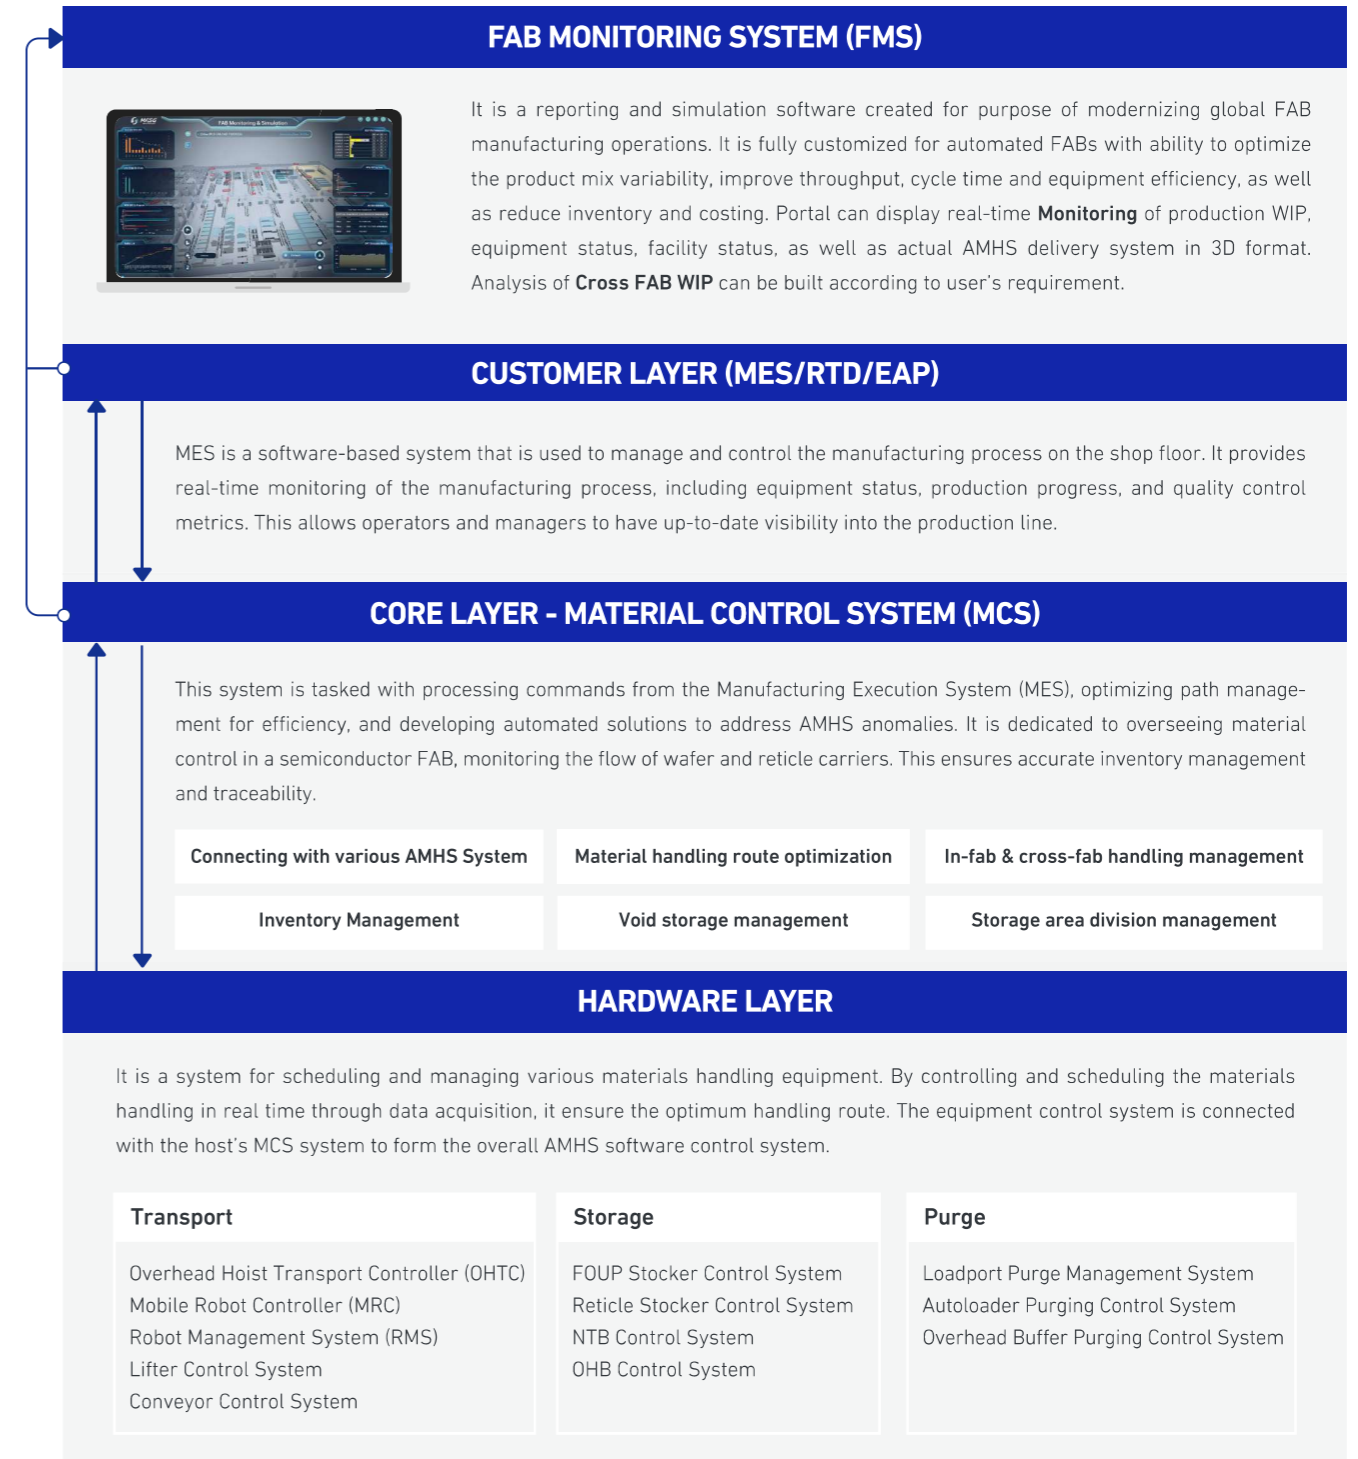 FAB MONITORING SYSTEM (FMS)
FAB Monitoring & Simulation
It is a reporting and simulation software created for purpose of modernizing global FAB
manufacturing operations. It is fully customized for automated FABs with ability to optimize
the product mix variability, improve throughput, cycle time and equipment efficiency, as well
as reduce inventory and costing. Portal can display real-time Monitoring of production WIP,
equipment status, facility status, as well as actual AMHS delivery system in 3D format.
Analysis of Cross FAB WIP can be built according to user's requirement.
CUSTOMER LAYER (MES/RTD/EAP)
MES is a software-based system that is used to manage and control the manufacturing process on the shop floor. It provides
real-time monitoring of the manufacturing process, including equipment status, production progress, and quality control
metrics. This allows operators and managers to have up-to-date visibility into the production line.
CORE LAYER - MATERIAL CONTROL SYSTEM (MCS)
This system is tasked with processing commands from the Manufacturing Execution System (MES), optimizing path manage-
ment for efficiency, and developing automated solutions to address AMHS anomalies. It is dedicated to overseeing material
control in a semiconductor FAB, monitoring the flow of wafer and reticle carriers. This ensures accurate inventory management
and traceability.
Connecting with various AMHS System
Material handling route optimization
In-fab & cross-fab handling management
Inventory Management
Void storage management
Storage area division management
HARDWARE LAYER
It is a system for scheduling and managing various materials handling equipment. By controlling and scheduling the materials
handling in real time through data acquisition, it ensure the optimum handling route. The equipment control system is connected
with the host's MCS system to form the overall AMHS software control system.
Transport
Overhead Hoist Transport Controller (OHTC)
Mobile Robot Controller (MRC)
Robot Management System (RMS)
Lifter Control System
Conveyor Control System
Storage
FOUP Stocker Control System
Reticle Stocker Control System
NTB Control System
OHB Control System
Purge
Loadport Purge Management System
Autoloader Purging Control System
Overhead Buffer Purging Control System